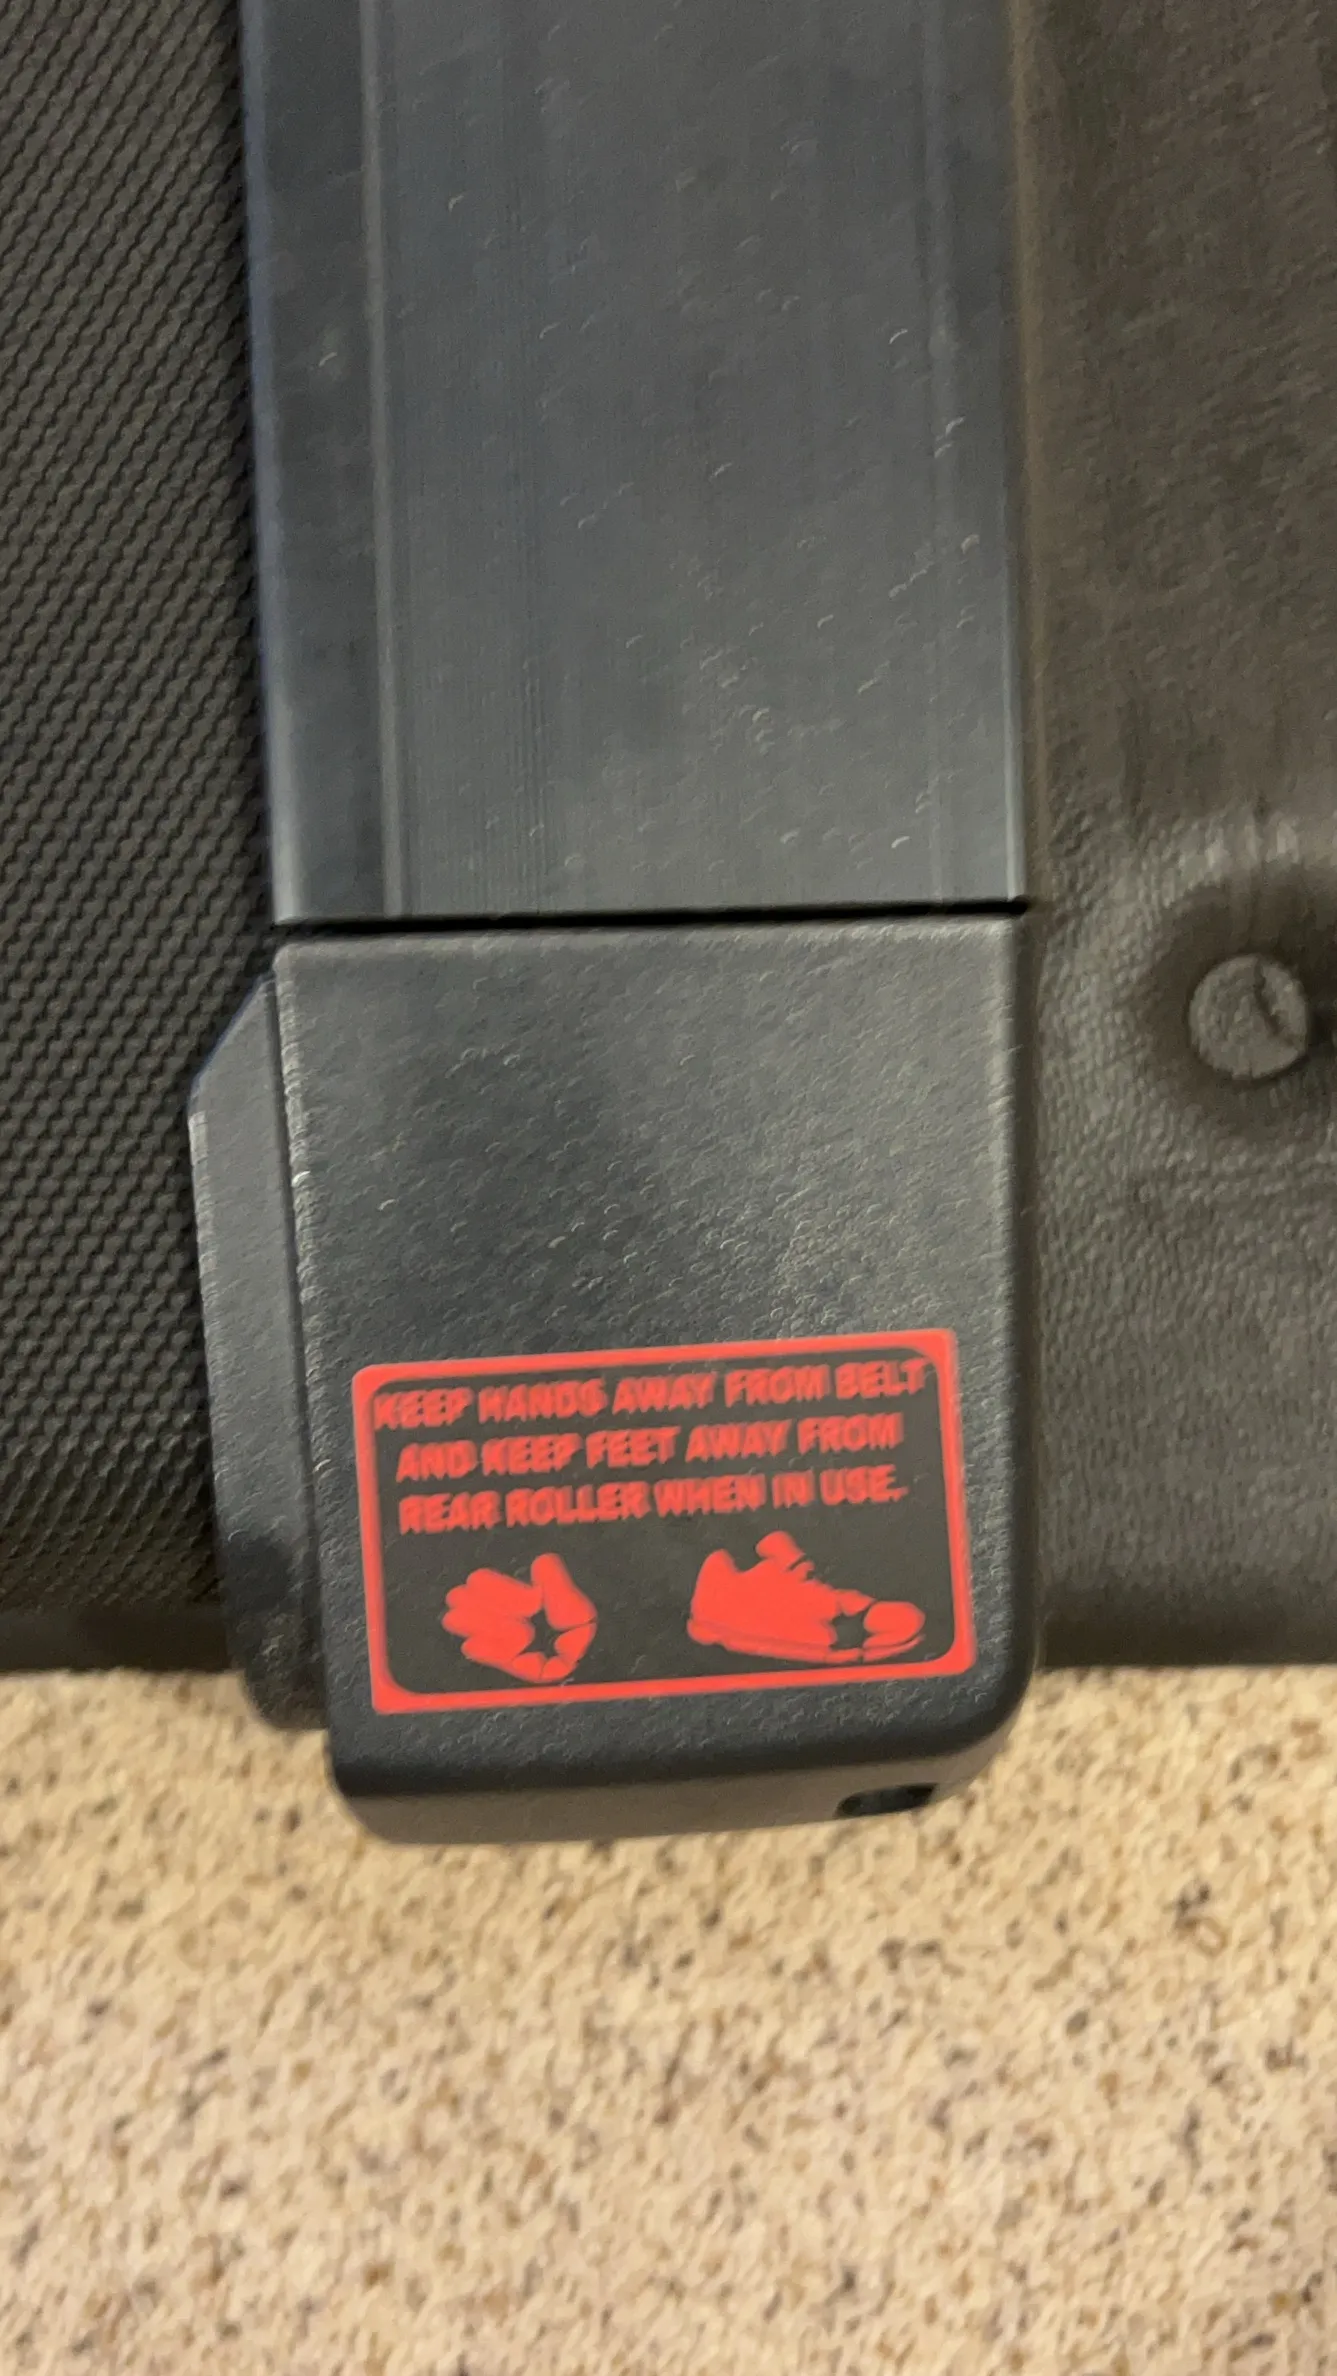 KEEP HANDS AWAY FROM BELT
AND KEEP FEET AWAY FROM
REAR ROLLER WHEN IN USE.